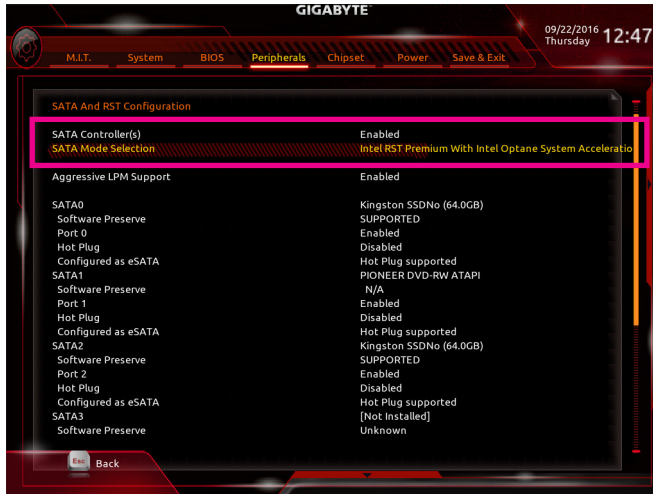 GIGABYTE™
09/22/2016 12:47
Thursday
M.I.T. System BIOS Peripherals Chipset Power Save & Exit
SATA And RST Configuration
SATA Controller(s) Enabled
SATA Mode Selection Intel RST Premium With Intel Optane System Acceleratio
Aggressive LPM Support Enabled
SATA0 Kingston SSDNo (64.0GB)
Software Preserve SUPPORTED
Port 0 Enabled
Hot Plug Disabled
Configured as eSATA Hot Plug supported
SATA1 PIONEER DVD-RW ATAPI
Software Preserve N/A
Port 1 Enabled
Hot Plug Disabled
Configured as eSATA Hot Plug supported
SATA2 Kingston SSDNo (64.0GB)
Software Preserve SUPPORTED
Port 2 Enabled
Hot Plug Disabled
Configured as eSATA Hot Plug supported
SATA3 [Not Installed]
Software Preserve Unknown
Esc Back